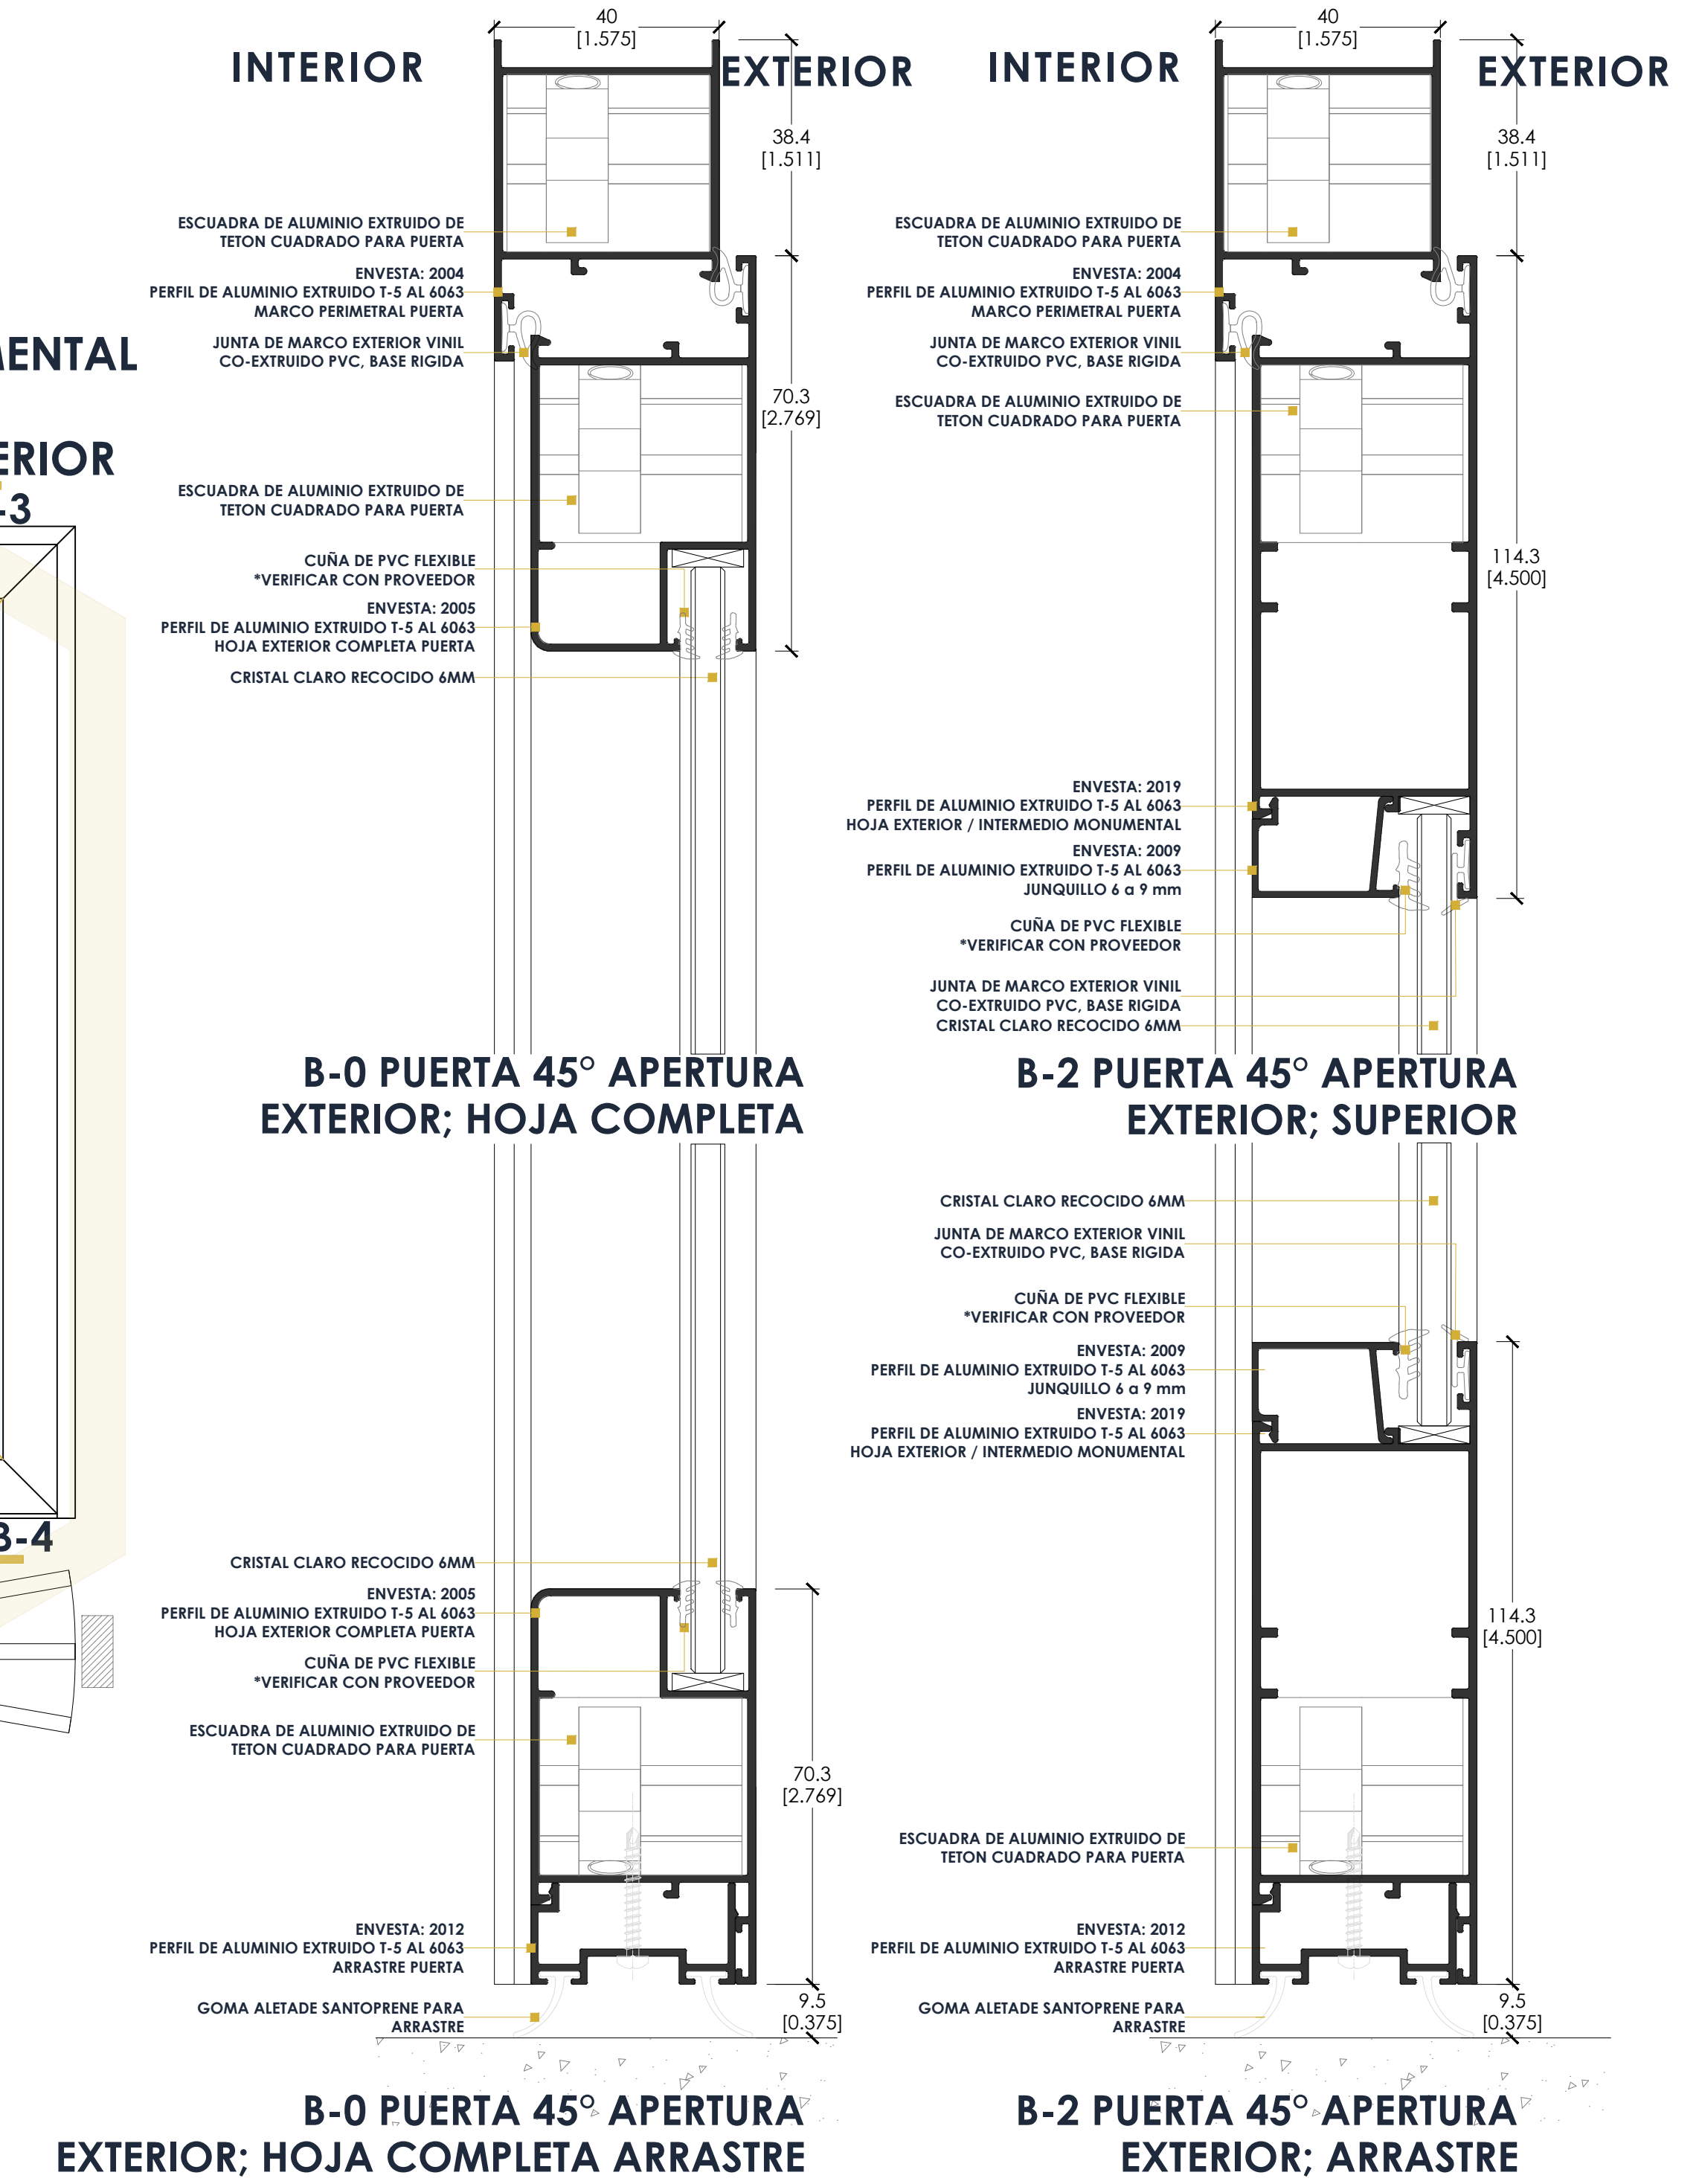 MENTAL
ERIOR
-3
B-4
40
[1.575]
INTERIOR
EXTERIOR
38.4
[1.511]
ESCUADRA DE ALUMINIO EXTRUIDO DE
TETON CUADRADO PARA PUERTA
ENVESTA: 2004
PERFIL DE ALUMINIO EXTRUIDO T-5 AL 6063
MARCO PERIMETRAL PUERTA
JUNTA DE MARCO EXTERIOR VINIL
CO-EXTRUIDO PVC, BASE RIGIDA
70.3
[2.769]
ESCUADRA DE ALUMINIO EXTRUIDO DE
TETON CUADRADO PARA PUERTA
CUÑA DE PVC FLEXIBLE
*VERIFICAR CON PROVEEDOR
ENVESTA: 2005
PERFIL DE ALUMINIO EXTRUIDO T-5 AL 6063
HOJA EXTERIOR COMPLETA PUERTA
CRISTAL CLARO RECOCIDO 6MM
B-0 PUERTA 45° APERTURA
EXTERIOR; HOJA COMPLETA
CRISTAL CLARO RECOCIDO 6MM
ENVESTA: 2005
PERFIL DE ALUMINIO EXTRUIDO T-5 AL 6063
HOJA EXTERIOR COMPLETA PUERTA
CUÑA DE PVC FLEXIBLE
*VERIFICAR CON PROVEEDOR
ESCUADRA DE ALUMINIO EXTRUIDO DE
TETON CUADRADO PARA PUERTA
70.3
[2.769]
ENVESTA: 2012
PERFIL DE ALUMINIO EXTRUIDO T-5 AL 6063
ARRASTRE PUERTA
9.5
[0.375]
GOMA ALETADE SANTOPRENE PARA
ARRASTRE
B-0 PUERTA 45° APERTURA
EXTERIOR; HOJA COMPLETA ARRASTRE
40
[1.575]
INTERIOR
EXTERIOR
38.4
[1.511]
ESCUADRA DE ALUMINIO EXTRUIDO DE
TETON CUADRADO PARA PUERTA
ENVESTA: 2004
PERFIL DE ALUMINIO EXTRUIDO T-5 AL 6063
MARCO PERIMETRAL PUERTA
JUNTA DE MARCO EXTERIOR VINIL
CO-EXTRUIDO PVC, BASE RIGIDA
ESCUADRA DE ALUMINIO EXTRUIDO DE
TETON CUADRADO PARA PUERTA
114.3
[4.500]
ENVESTA: 2019
PERFIL DE ALUMINIO EXTRUIDO T-5 AL 6063
HOJA EXTERIOR / INTERMEDIO MONUMENTAL
ENVESTA: 2009
PERFIL DE ALUMINIO EXTRUIDO T-5 AL 6063
JUNQUILLO 6 a 9 mm
CUÑA DE PVC FLEXIBLE
*VERIFICAR CON PROVEEDOR
JUNTA DE MARCO EXTERIOR VINIL
CO-EXTRUIDO PVC, BASE RIGIDA
CRISTAL CLARO RECOCIDO 6MM
B-2 PUERTA 45° APERTURA
EXTERIOR; SUPERIOR
CRISTAL CLARO RECOCIDO 6MM
JUNTA DE MARCO EXTERIOR VINIL
CO-EXTRUIDO PVC, BASE RIGIDA
CUÑA DE PVC FLEXIBLE
*VERIFICAR CON PROVEEDOR
ENVESTA: 2009
PERFIL DE ALUMINIO EXTRUIDO T-5 AL 6063
JUNQUILLO 6 a 9 mm
ENVESTA: 2019
PERFIL DE ALUMINIO EXTRUIDO T-5 AL 6063
HOJA EXTERIOR / INTERMEDIO MONUMENTAL
114.3
[4.500]
ESCUADRA DE ALUMINIO EXTRUIDO DE
TETON CUADRADO PARA PUERTA
ENVESTA: 2012
PERFIL DE ALUMINIO EXTRUIDO T-5 AL 6063
ARRASTRE PUERTA
9.5
[0.375]
GOMA ALETADE SANTOPRENE PARA
ARRASTRE
B-2 PUERTA 45° APERTURA
EXTERIOR; ARRASTRE